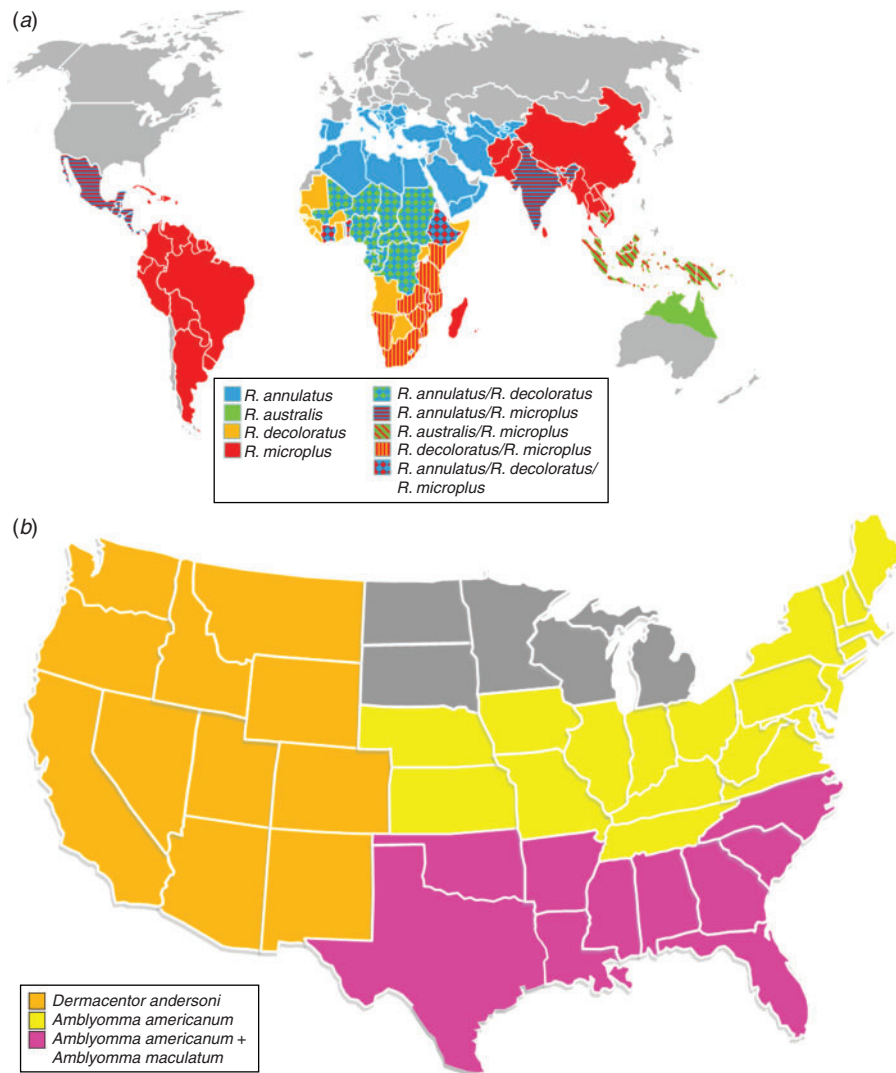 (a)
R. annulatus
R. australis
R. decoloratus
R. microplus
R. annulatus/R. decoloratus
R. annulatus/R. microplus
R. australis/R. microplus
R. decoloratus/R. microplus
R. annulatus/R. decoloratus/
R. microplus
(b)
Dermacentor andersoni
Amblyomma americanum
Amblyomma americanum +
Amblyomma maculatum